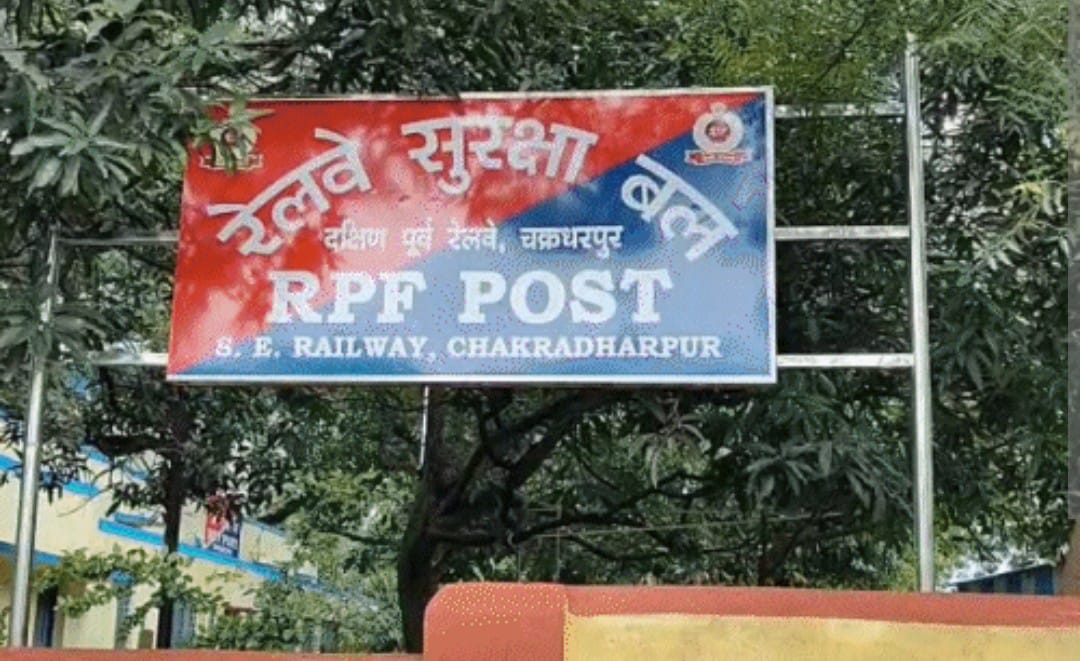 रेलवे सुरक्षा बल
दक्षिण पूर्व रेलवे, चक्रधरपुर
RPF POST
S. E. RAILWAY, CHAKRADHARPUR